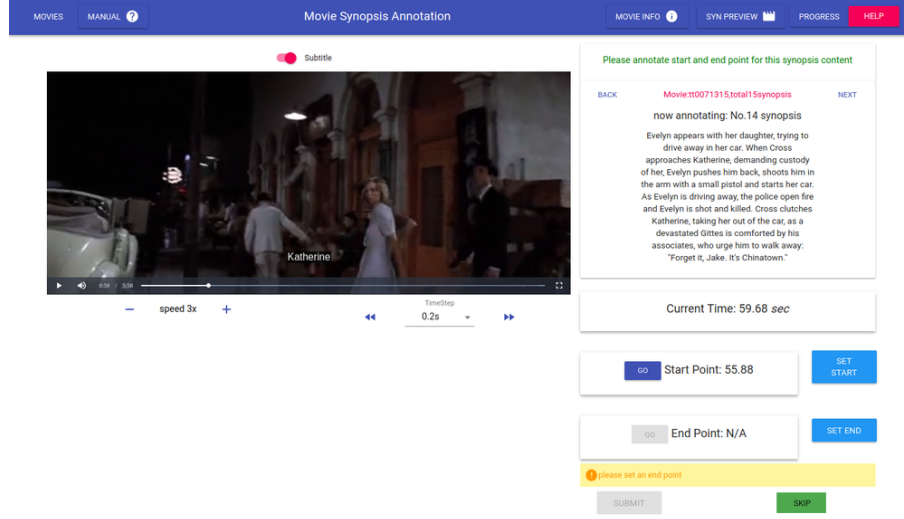 MOVIES
MANUAL ?
Movie Synopsis Annotation
MOVIE INFO i
SYN PREVIEW
PROGRESS
HELP
Subtitle
Katherine
0:59 / 5:58
speed 3x
TimeStep
0.2s
Please annotate start and end point for this synopsis content
BACK
Movie:tt0071315,total15synopsis
NEXT
now annotating: No.14 synopsis
Evelyn appears with her daughter, trying to
drive away in her car. When Cross
approaches Katherine, demanding custody
of her, Evelyn pushes him back, shoots him in
the arm with a small pistol and starts her car.
As Evelyn is driving away, the police open fire
and Evelyn is shot and killed. Cross clutches
Katherine, taking her out of the car, as a
devastated Gittes is comforted by his
associates, who urge him to walk away:
"Forget it, Jake. It's Chinatown."
Current Time: 59.68 sec
GO Start Point: 55.88
SET
START
GO End Point: N/A
SET END
! please set an end point
SUBMIT
SKIP